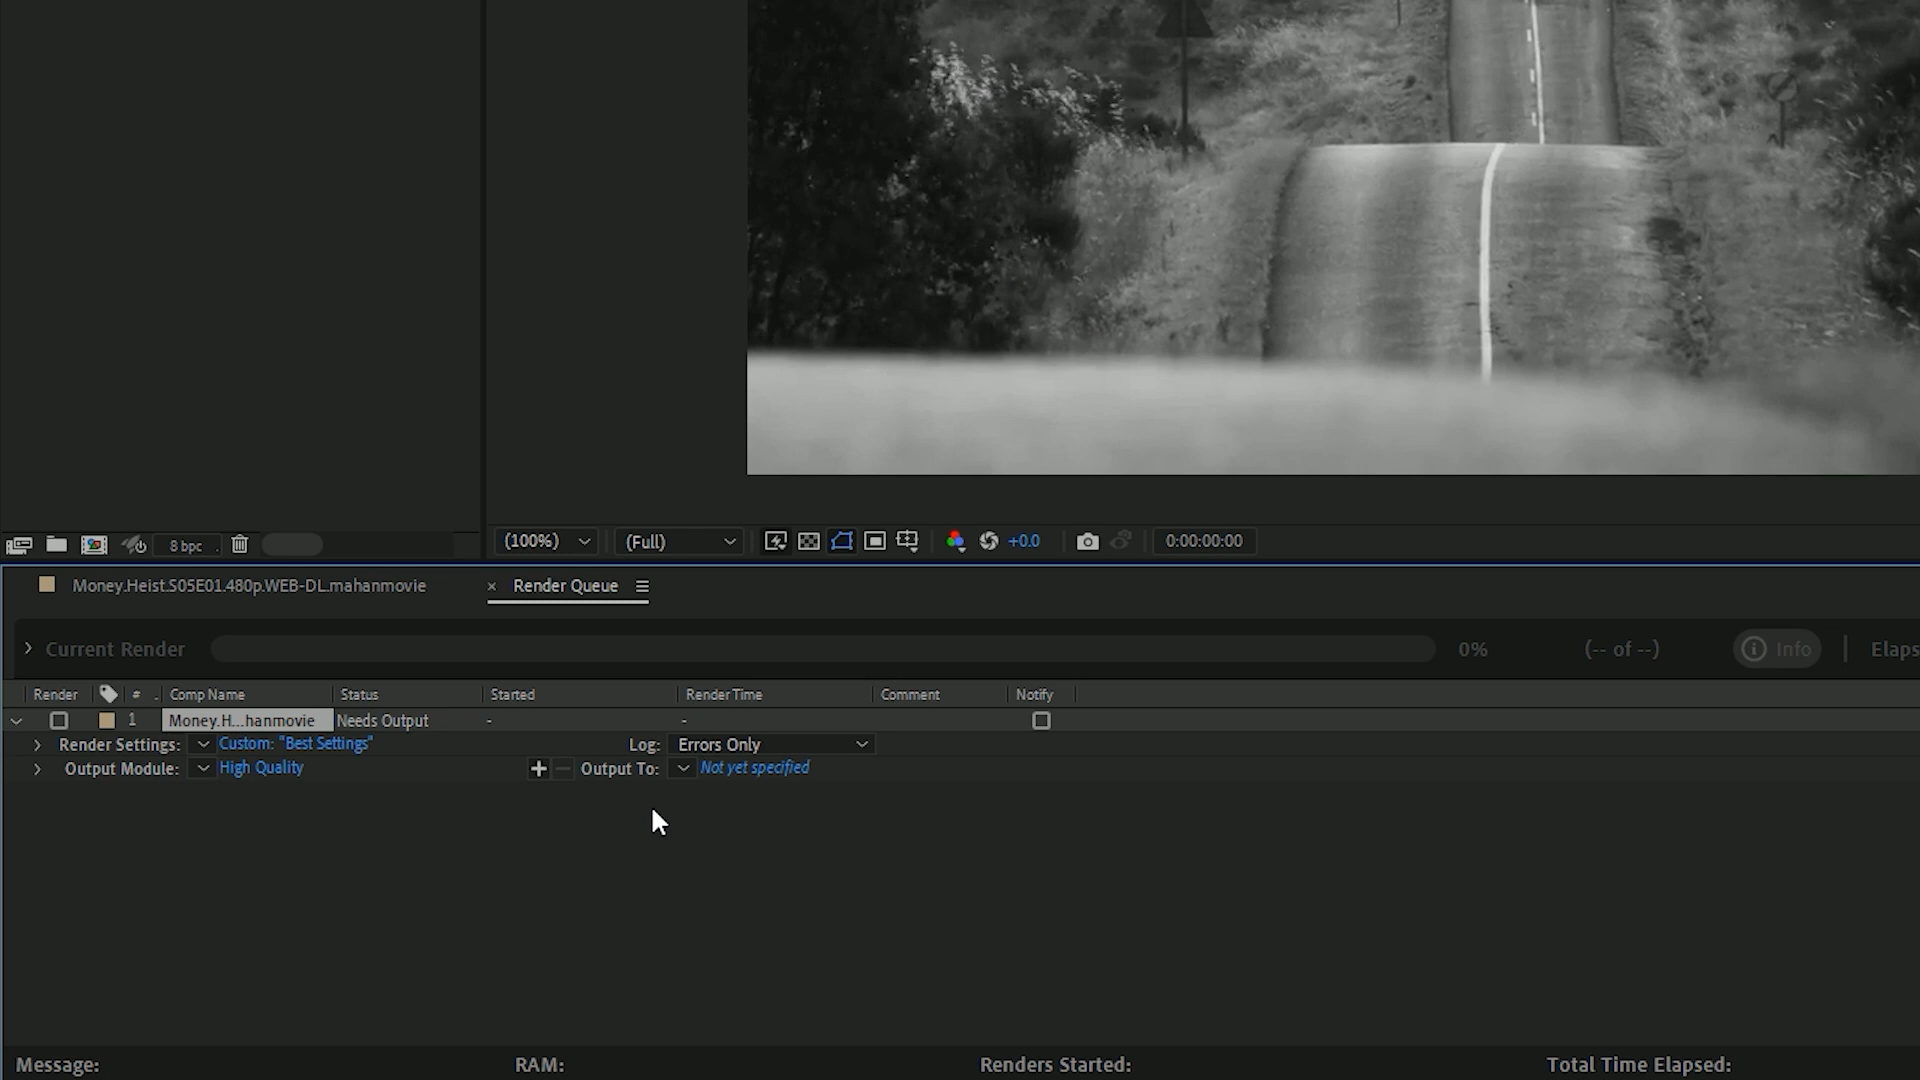 8 bpc
(100%)
(Full)
+0.0
0:00:00:00
Money.Heist.S05E01.480p.WEB-DL.mahanmovie
× Render Queue
Current Render
0%
(-- of --)
Info
Elaps
Render # Comp Name Status Started Render Time Comment Notify
1 Money.H...hanmovie Needs Output - -
Render Settings: Custom: "Best Settings" Log: Errors Only
Output Module: High Quality + – Output To: Not yet specified
Message: RAM: Renders Started: Total Time Elapsed: